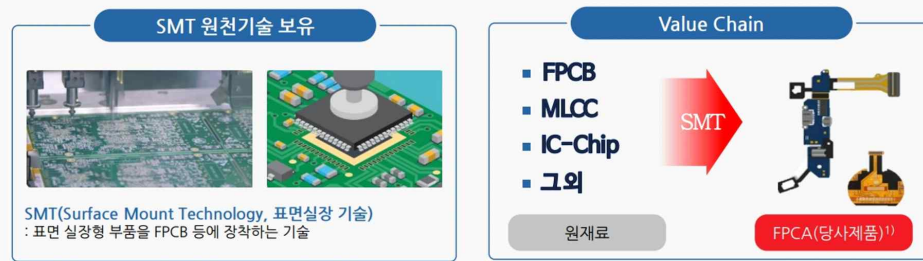 SMT 원천기술 보유
SMT(Surface Mount Technology, 표면실장 기술)
: 표면 실장형 부품을 FPCB 등에 장착하는 기술
Value Chain
▪ FPCB
▪ MLCC
▪ IC-Chip
▪ 그외
SMT
원재료
FPCA(당사제품)¹⁾